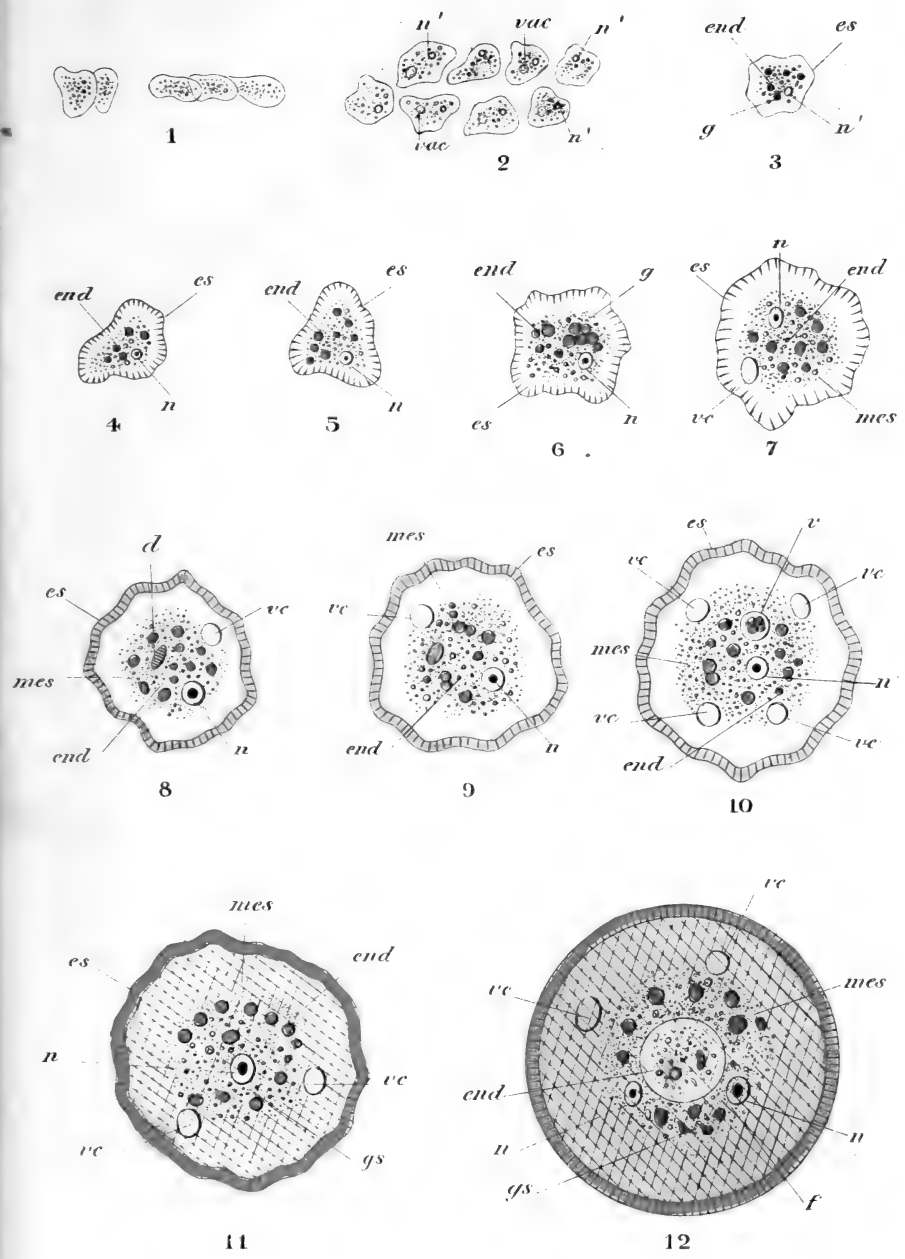 n' vac n'
vac n'
1
2
end es
g n'
3
end es
n
4
end es
n
5
end g
es n
6
n
es end
vc mes
7
d
es vc
mes
end n
8
mes es
vc
end n
9
es v
vc vc
mes n
vc vc
end
10
mes
es end
n vc
vc gs
11
vc
vc mes
end
n n
gs f
12